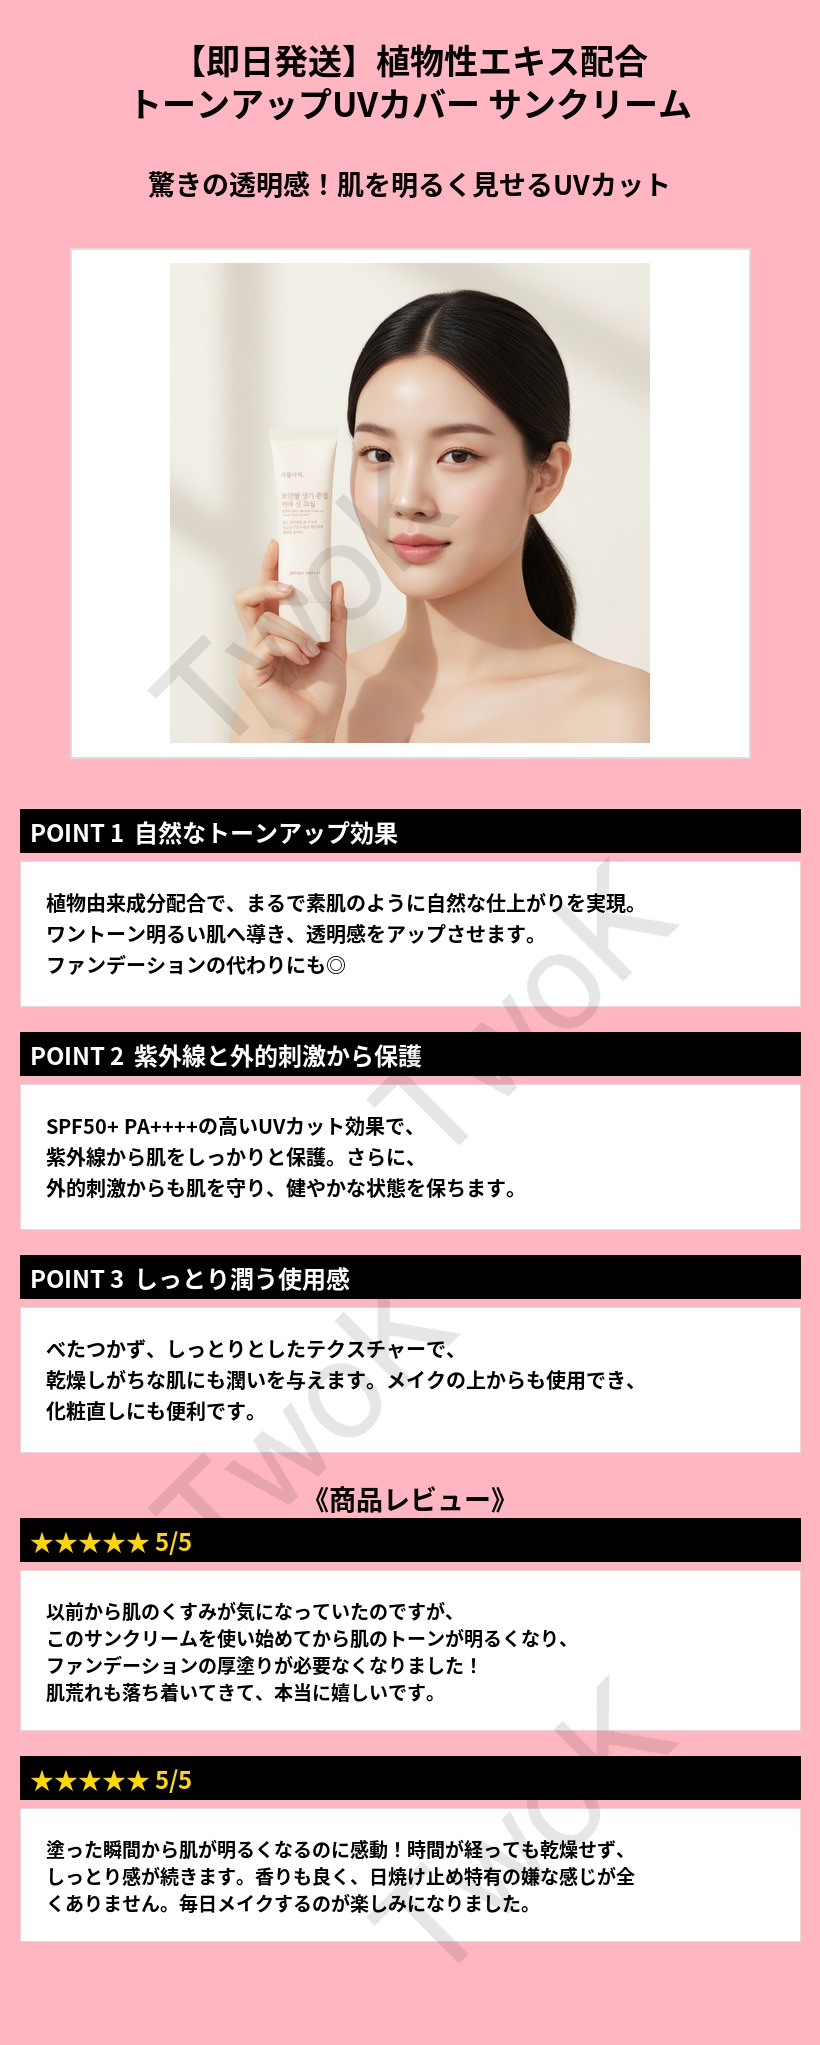 【即日発送】植物性エキス配合
トーンアップUVカバー サンクリーム
驚きの透明感！肌を明るく見せるUVカット
커버 선 크림
TwoK
POINT 1 自然なトーンアップ効果
植物由来成分配合で、まるで素肌のように自然な仕上がりを実現。
ワントーン明るい肌へ導き、透明感をアップさせます。
ファンデーションの代わりにも◎
TwoK
POINT 2 紫外線と外的刺激から保護
SPF50+ PA++++の高いUVカット効果で、
紫外線から肌をしっかりと保護。さらに、
外的刺激からも肌を守り、健やかな状態を保ちます。
POINT 3 しっとり潤う使用感
べたつかず、しっとりとしたテクスチャーで、
乾燥しがちな肌にも潤いを与えます。メイクの上からも使用でき、
化粧直しにも便利です。
TwoK
《商品レビュー》
★★★★★ 5/5
以前から肌のくすみが気になっていたのですが、
このサンクリームを使い始めてから肌のトーンが明るくなり、
ファンデーションの厚塗りが必要なくなりました！
肌荒れも落ち着いてきて、本当に嬉しいです。
★★★★★ 5/5
塗った瞬間から肌が明るくなるのに感動！時間が経っても乾燥せず、
しっとり感が続きます。香りも良く、日焼け止め特有の嫌な感じが全
くありません。毎日メイクするのが楽しみになりました。
TwoK